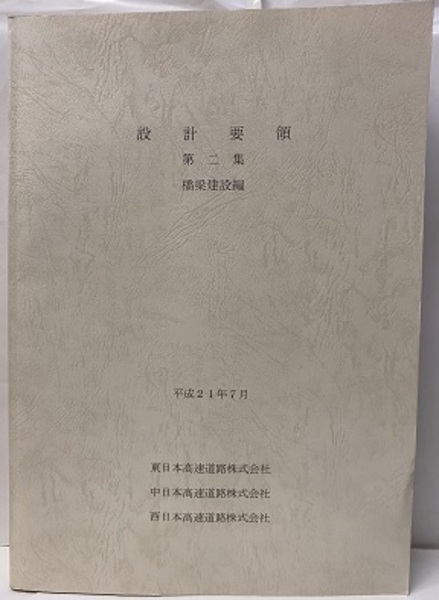 設計要領
第二集
橋梁建設編
平成21年7月
東日本高速道路株式会社
中日本高速道路株式会社
西日本高速道路株式会社